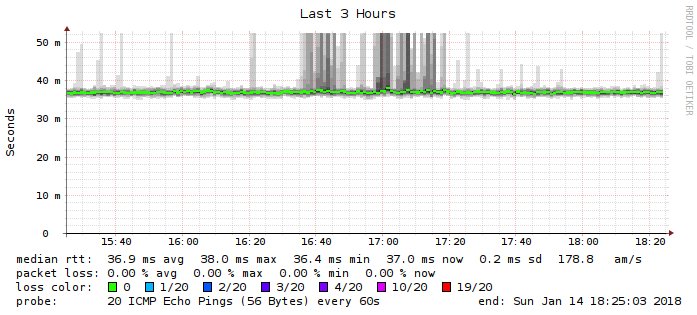 Last 3 Hours
RRDTOOL / TOBI OETIKER
Seconds
50 m
40 m
30 m
20 m
10 m
0
15:40 16:00 16:20 16:40 17:00 17:20 17:40 18:00 18:20
median rtt: 36.9 ms avg 38.0 ms max 36.4 ms min 37.0 ms now 0.2 ms sd 178.8 am/s
packet loss: 0.00 % avg 0.00 % max 0.00 % min 0.00 % now
loss color: 0 1/20 2/20 3/20 4/20 10/20 19/20
probe: 20 ICMP Echo Pings (56 Bytes) every 60s end: Sun Jan 14 18:25:03 2018